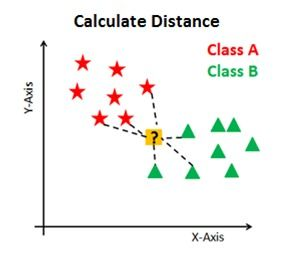 Calculate Distance
Class A
Class B
Y-Axis
?
X-Axis